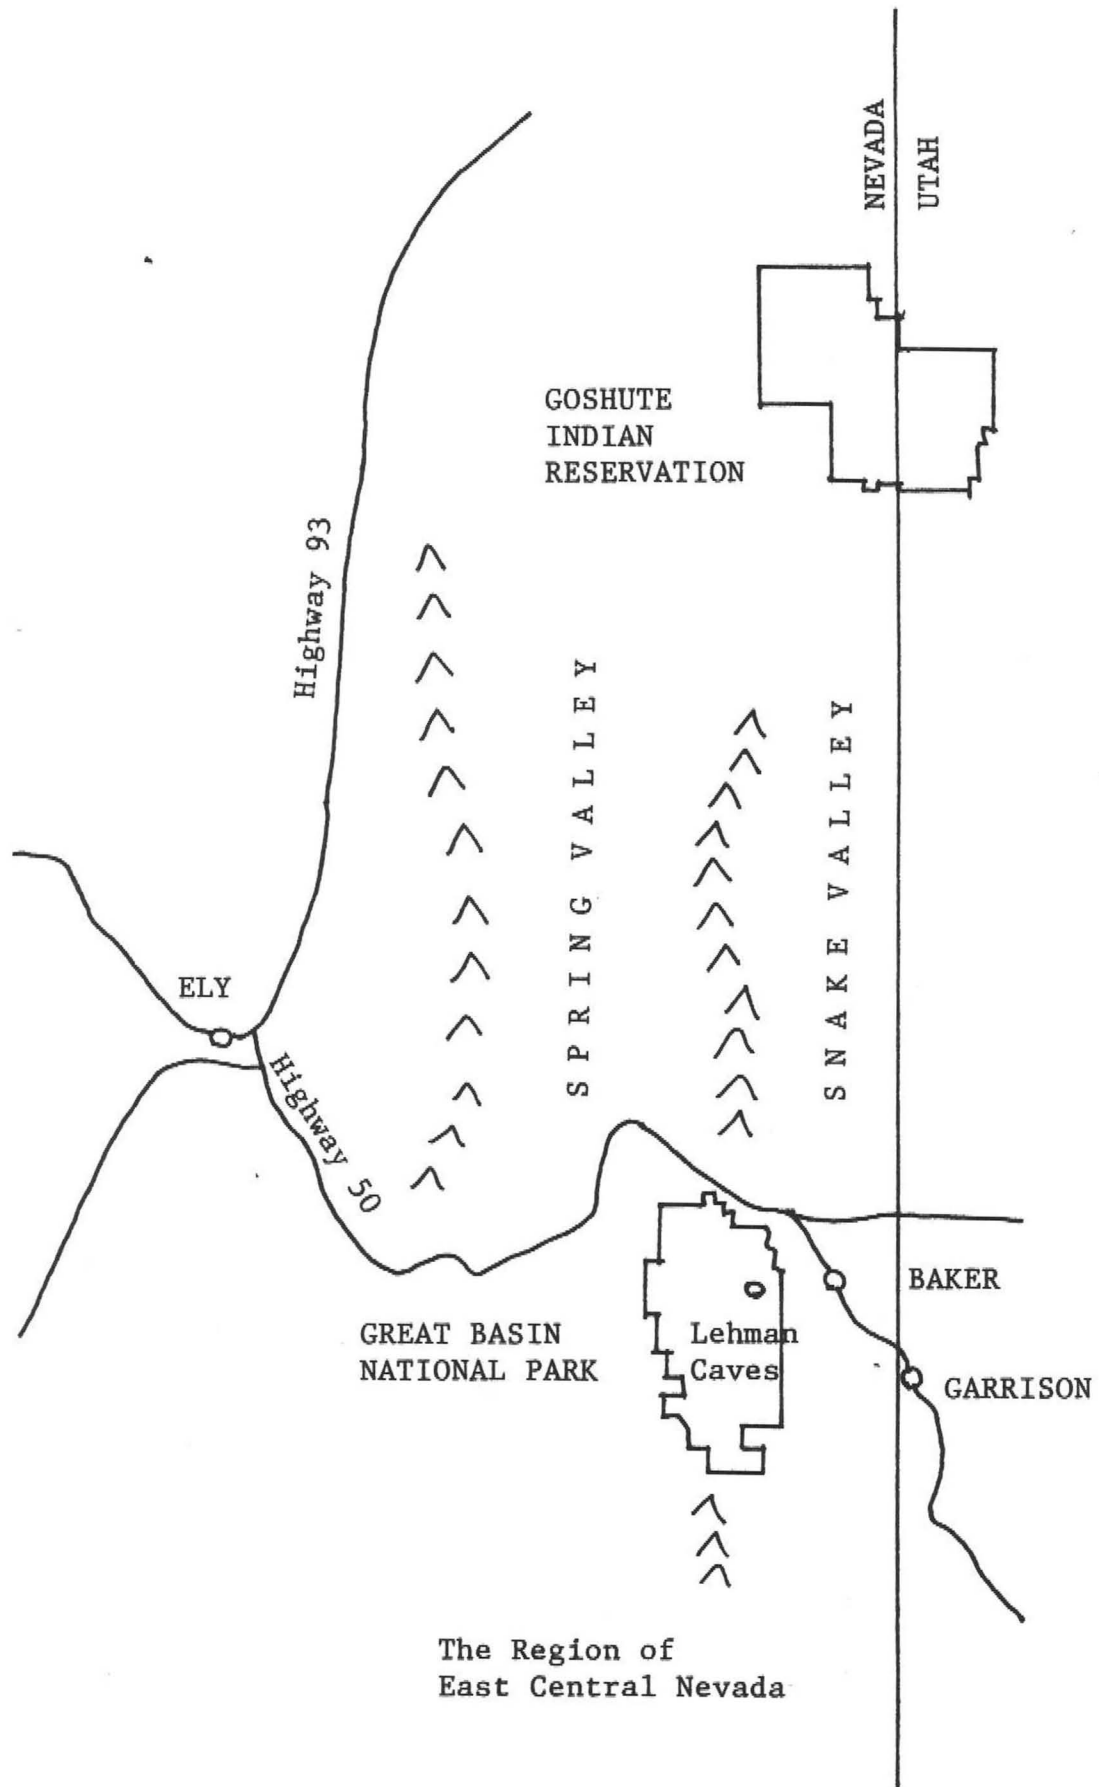 NEVADA
UTAH
GOSHUTE
INDIAN
RESERVATION
Highway 93
SPRING VALLEY
SNAKE VALLEY
ELY
Highway 50
BAKER
GREAT BASIN
NATIONAL PARK
Lehman
Caves
GARRISON
The Region of
East Central Nevada